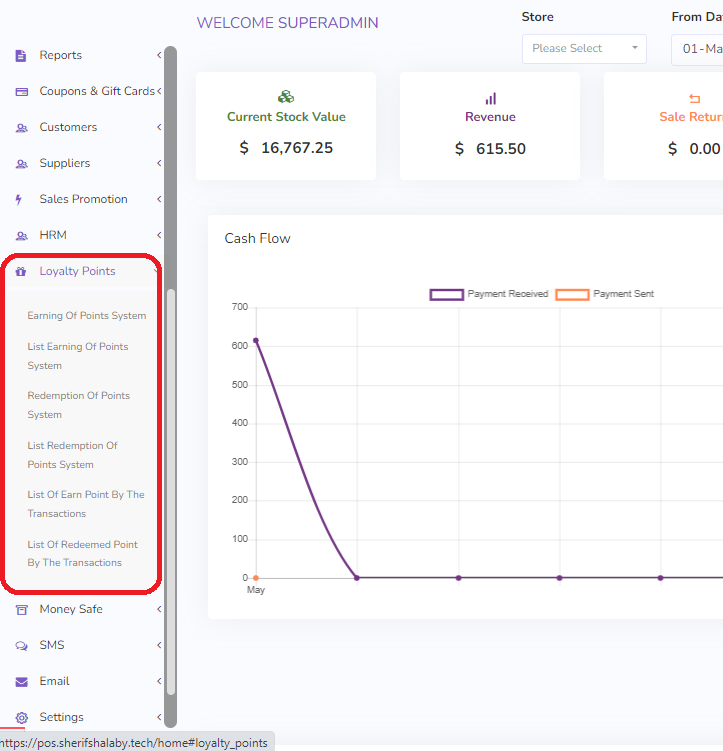 WELCOME SUPERADMIN
Store
From Da
Please Select
01-Ma
Reports
Coupons & Gift Cards
Customers
Suppliers
Sales Promotion
HRM
Loyalty Points
Earning Of Points System
List Earning Of Points
System
Redemption Of Points
System
List Redemption Of
Points System
List Of Earn Point By The
Transactions
List Of Redeemed Point
By The Transactions
Money Safe
SMS
Email
Settings
Current Stock Value
$ 16,767.25
Revenue
$ 615.50
Sale Retur
$ 0.00
Cash Flow
Payment Received
Payment Sent
700
600
500
400
300
200
100
0
May
https://pos.sherifshalaby.tech/home#loyalty_points